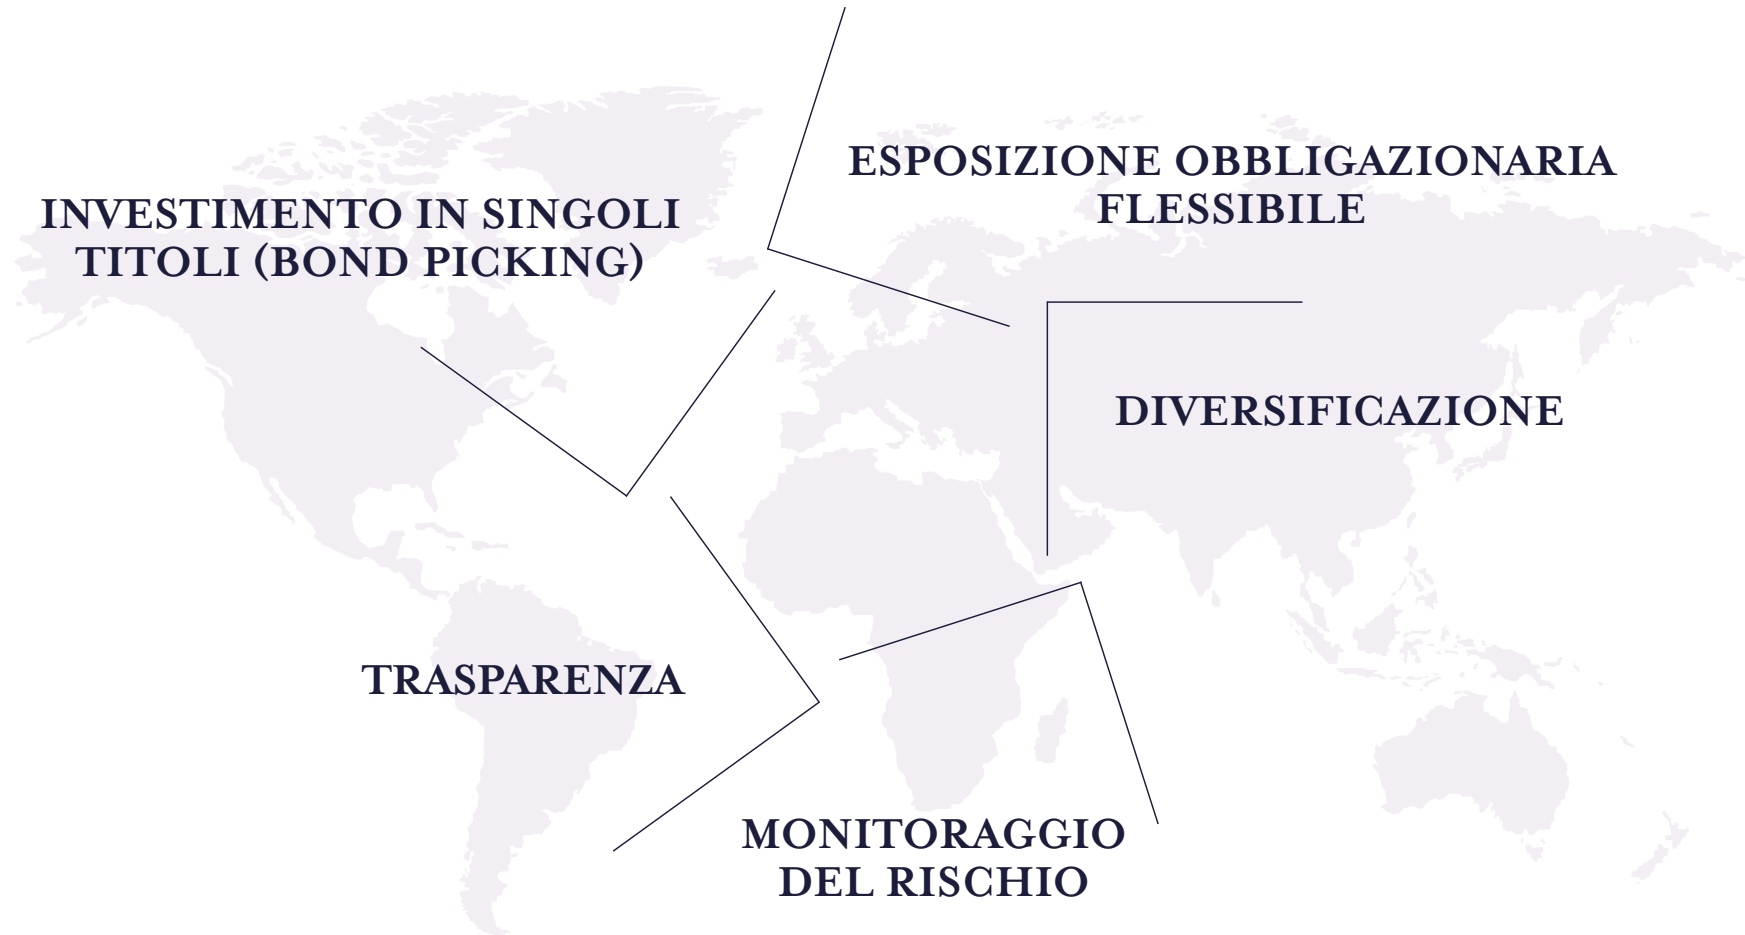 ESPOSIZIONE OBBLIGAZIONARIA
FLESSIBILE
INVESTIMENTO IN SINGOLI
TITOLI (BOND PICKING)
DIVERSIFICAZIONE
TRASPARENZA
MONITORAGGIO
DEL RISCHIO